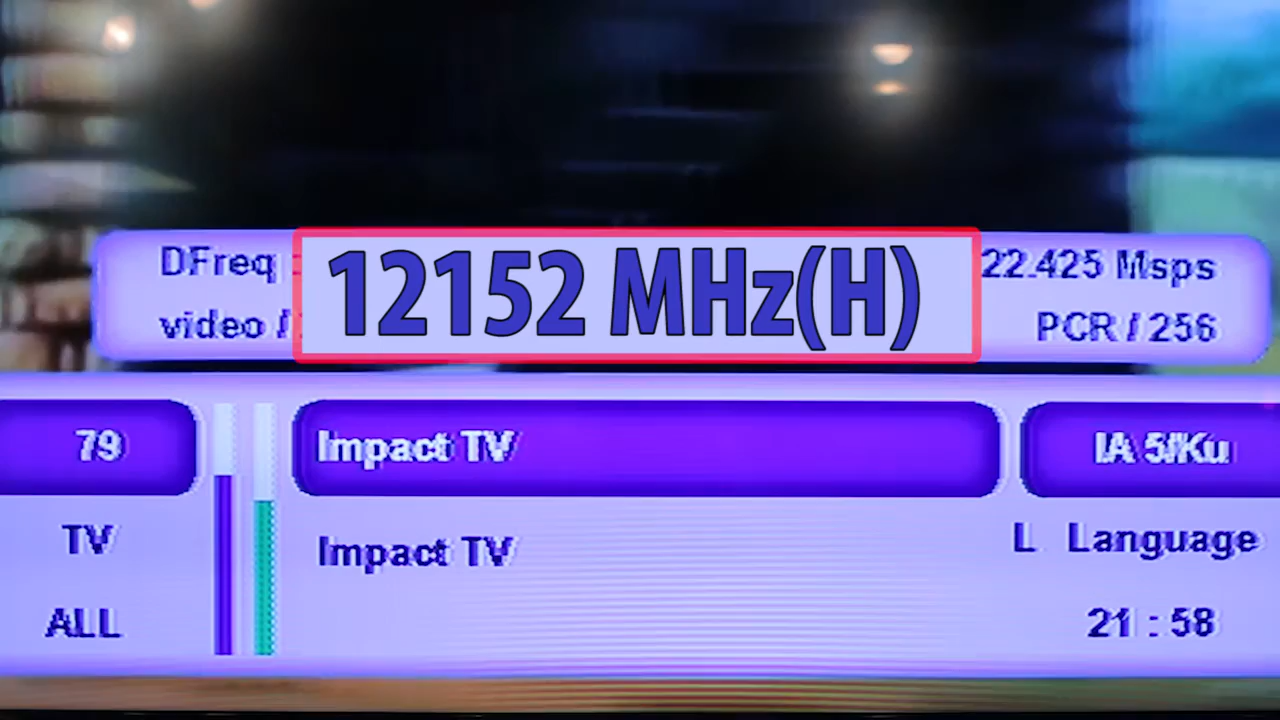 DFreq : 12152 MHz(H) 22.425 Msps
video / PCR / 256
79 Impact TV IA 5/Ku
TV Impact TV L Language
ALL 21 : 58